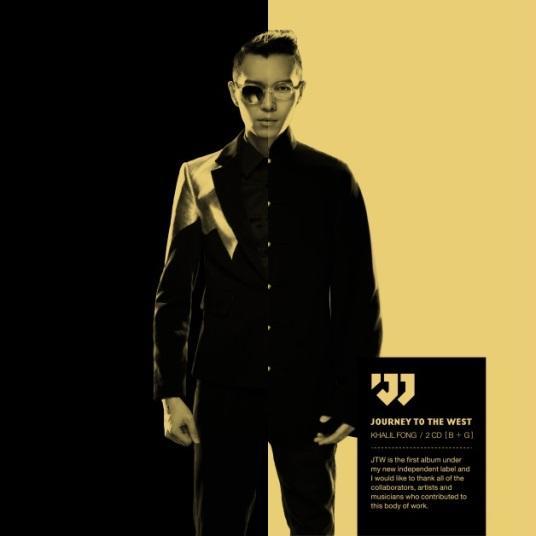 JOURNEY TO THE WEST
KHALIL FONG / 2 CD [ B + G ]
JTW is the first album under
my new independent label and
I would like to thank all of the
collaborators, artists and
musicians who contributed to
this body of work.